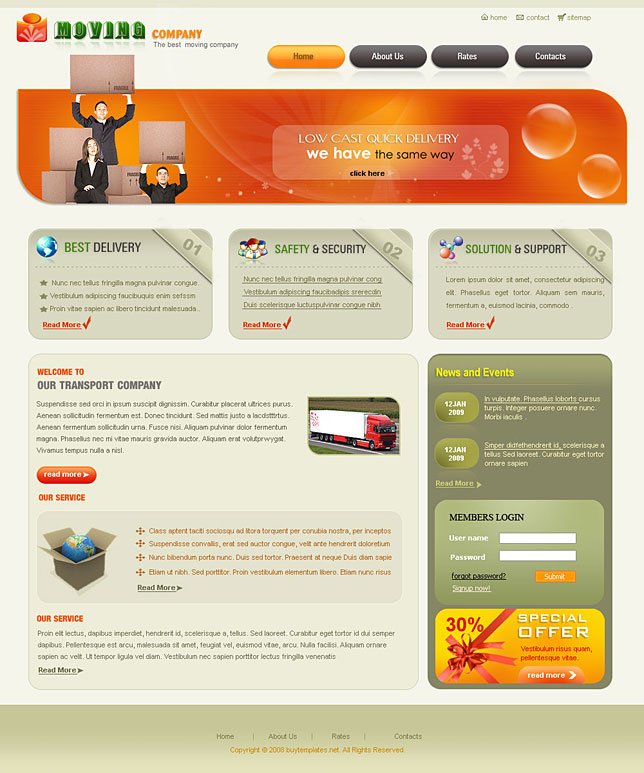 home contact sitemap
MOVING COMPANY
The best moving company
Home About Us Rates Contacts
FRAGILE
LOW CAST QUICK DELIVERY
we have the same way
click here
BEST DELIVERY 01
Nunc nec tellus fringilla magna pulvinar congue.
Vestibulum adipiscing faucibuquis enim sefssm
Proin vitae sapien ac libero tincidunt malesuada..
Read More
SAFETY & SECURITY 02
Nunc nec tellus fringilla magna pulvinar cong
Vestibulum adipiscing faucibadipis srerecdin
Duis scelerisque luctuspulvinar congue nibh
Read More
SOLUTION & SUPPORT 03
Lorem ipsum dolor sit amet, consectetur adipiscing
elit. Phasellus eget tortor. Aliquam sem mauris,
fermentum a, euismod lacinia, commodo .
Read More
WELCOME TO
OUR TRANSPORT COMPANY
Suspendisse sed orci in ipsum suscipit dignissim. Curabitur placerat ultrices purus.
Aenean sollicitudin fermentum est. Donec tincidunt. Sed mattis justo a lacdistttrtus.
Aenean fermentum sollicitudin urna. Fusce nisi. Aliquam pulvinar dolor fermentum
magna. Phasellus nec mi vitae mauris gravida auctor. Aliquam erat volutprwygat.
Vivamus tempus nulla a nisl.
read more
OUR SERVICE
Class aptent taciti sociosqu ad litora torquent per conubia nostra, per inceptos
Suspendisse convallis, erat sed auctor congue, velit ante hendrerit doloretium
Nunc bibendum porta nunc. Duis sed tortor. Praesent at neque Duis diam sapie
Etiam ut nibh. Sed porttitor. Proin vestibulum elementum libero. Etiam nunc risus
Read More
OUR SERVICE
Proin elit lectus, dapibus imperdiet, hendrerit id, scelerisque a, tellus. Sed laoreet. Curabitur eget tortor id dui semper
dapibus. Pellentesque est arcu, malesuada sit amet, feugiat vel, euismod vitae, arcu. Nulla facilisi. Aliquam ornare
sapien ac velit. Ut tempor ligula vel diam. Vestibulum nec sapien porttitor lectus fringilla venenatis
Read More
News and Events
12JAN
2009
In vulputate. Phasellus loborts cursus
turpis. Integer posuere ornare nunc.
Morbi iaculis .
12JAN
2009
Smper didfethendrerit id, scelerisque a
tellus Sed laoreet. Curabitur eget tortor
ornare sapien
Read More
MEMBERS LOGIN
User name
Password
Forgot password? Submit
Signup now!
30% SPECIAL
OFFER
Vestibulum risus quam,
pellentesque vitae.
read more
Home | About Us | Rates | Contacts
Copyright © 2008 buytemplates.net. All Rights Reserved.